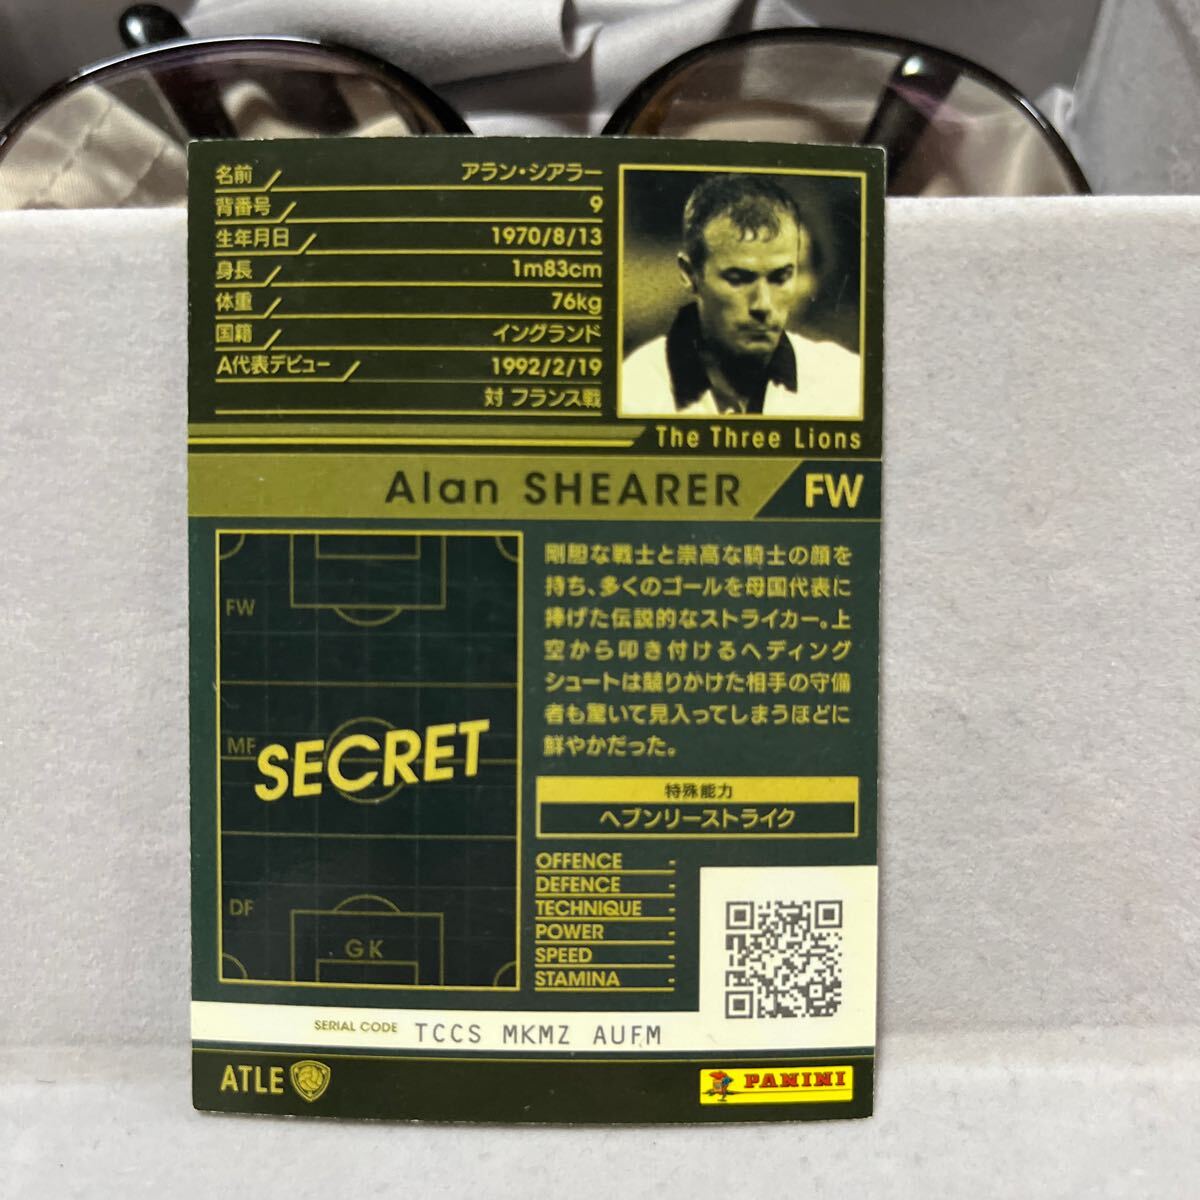 名前 アラン・シアラー
背番号 9
生年月日 1970/8/13
身長 1m83cm
体重 76kg
国籍 イングランド
A代表デビュー 1992/2/19
対 フランス戦
The Three Lions
Alan SHEARER FW
FW
MF
SECRET
DF
GK
剛胆な戦士と崇高な騎士の顔を
持ち、多くのゴールを母国代表に
捧げた伝説的なストライカー。上
空から叩き付けるヘディング
シュートは競りかけた相手の守備
者も驚いて見入ってしまうほどに
鮮やかだった。
特殊能力
ヘブンリーストライク
OFFENCE -
DEFENCE -
TECHNIQUE -
POWER -
SPEED -
STAMINA -
SERIAL CODE TCCS MKMZ AUFM
ATLE
PANINI